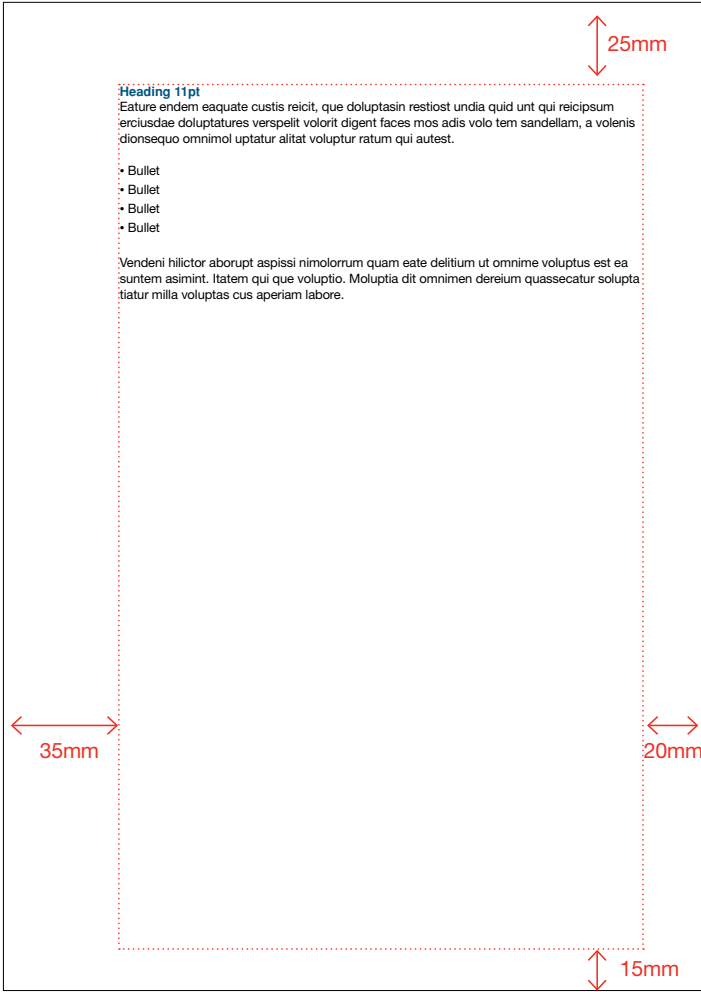 25mm
Heading 11pt
Eature endem eaquate custis reicit, que doluptasin restiost undia quid unt qui reicipsum
erciusdae doluptatures verspelit volorit digent faces mos adis volo tem sandellam, a volenis
dionsequo omnimol uptatur alitat voluptur ratum qui autest.
• Bullet
• Bullet
• Bullet
• Bullet
Vendeni hilictor aborupt aspissi nimolorrum quam eate delitium ut omnime voluptus est ea
suntem asimint. Itatem qui que voluptio. Moluptia dit omnimen dereium quassecatur solupta
tiatur milla voluptas cus aperiam labore.
35mm
20mm
15mm